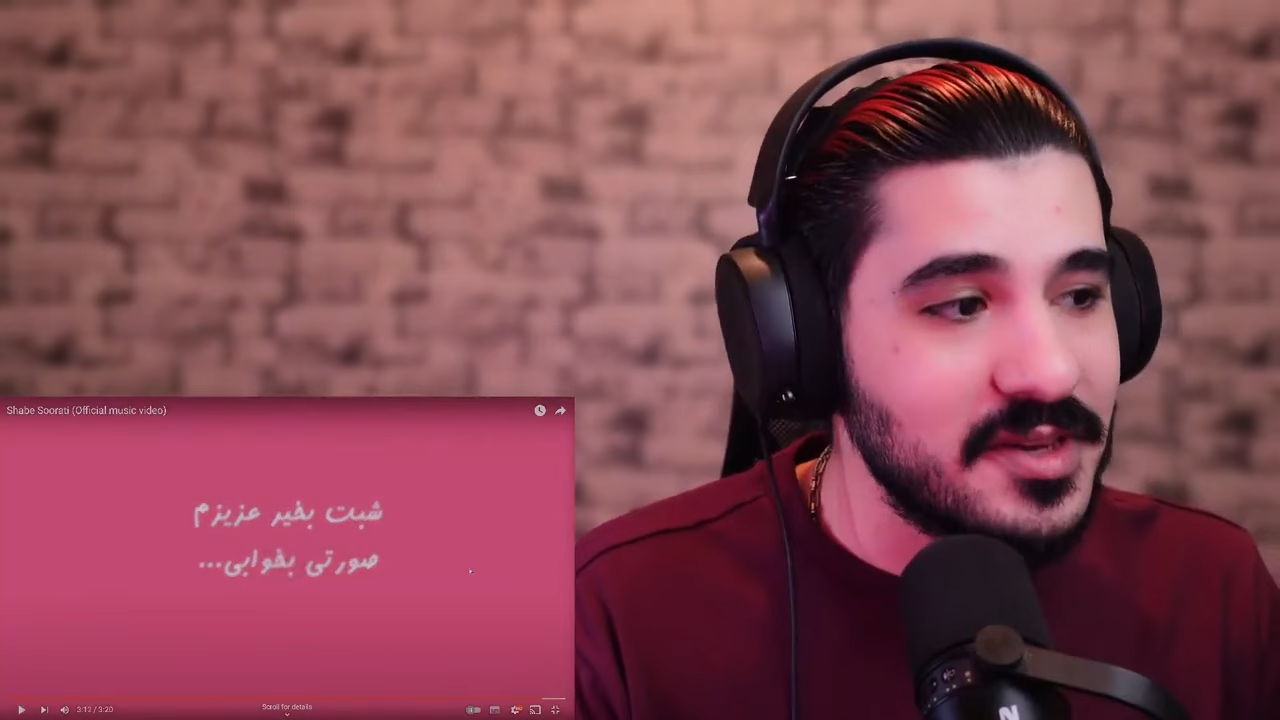 Shabe Soorati (Official music video)
شبت بخیر عزیزم
صورتی بخوابی...
3:12 / 3:20
Scroll for details
N